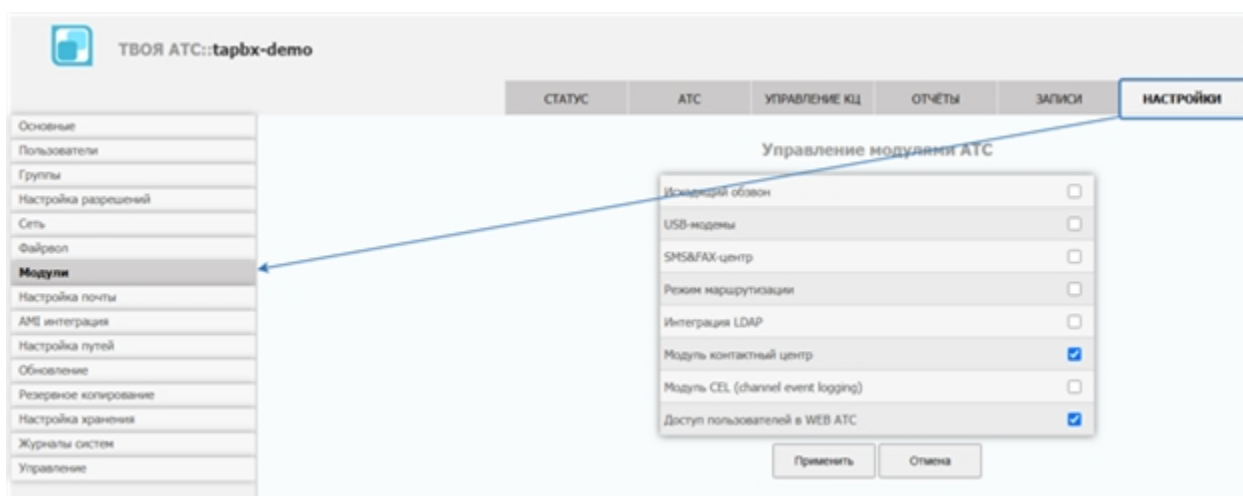 ТВОЯ АТС::tapbx-demo
СТАТУС АТС УПРАВЛЕНИЕ КЦ ОТЧЁТЫ ЗАПИСИ НАСТРОЙКИ
Основные
Пользователи
Группы
Настройка разрешений
Сеть
Файрвол
Модули
Настройка почты
AMI интеграция
Настройка путей
Обновление
Резервное копирование
Настройка хранения
Журналы систем
Управление
Управление модулями АТС
Исходящий обзвон
USB-модемы
SMS&FAX-центр
Режим маршрутизации
Интеграция LDAP
Модуль контактный центр
Модуль CEL (channel event logging)
Доступ пользователей в WEB АТС
Применить Отмена